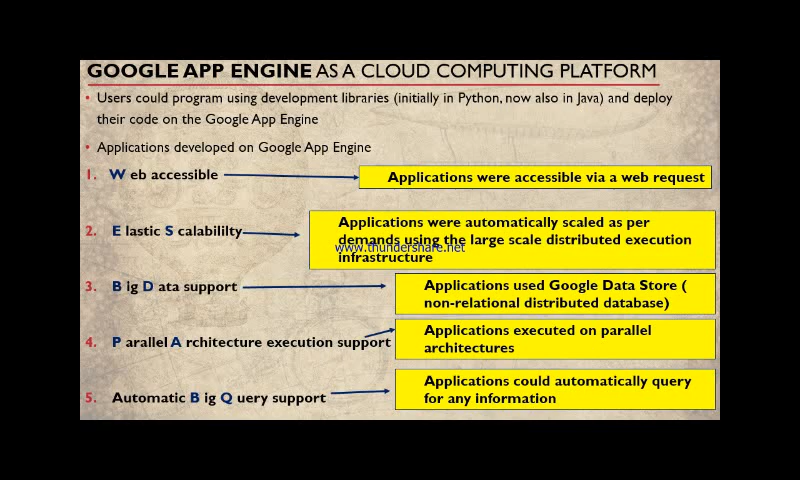 GOOGLE APP ENGINE AS A CLOUD COMPUTING PLATFORM
• Users could program using development libraries (initially in Python, now also in Java) and deploy
their code on the Google App Engine
• Applications developed on Google App Engine
1. W eb accessible
Applications were accessible via a web request
2. E lastic S calabililty
Applications were automatically scaled as per
demands using the large scale distributed execution
www.thundershare.net
infrastructure
3. B ig D ata support
Applications used Google Data Store (
non-relational distributed database)
4. P arallel A rchitecture execution support
Applications executed on parallel
architectures
5. Automatic B ig Q uery support
Applications could automatically query
for any information